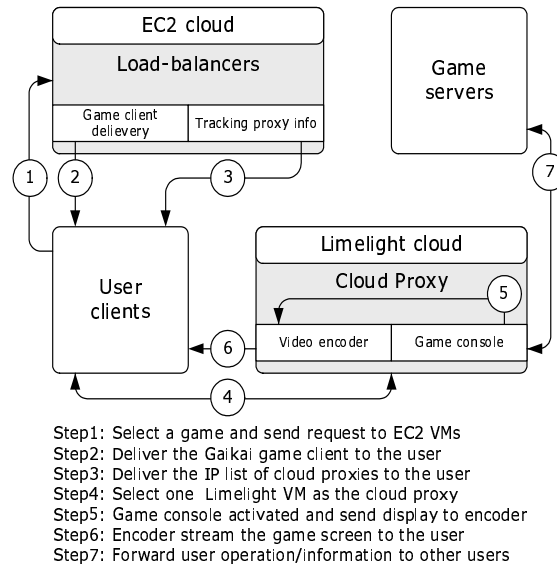 EC2 cloud
Load-balancers
Game client
delievery
Tracking proxy info
Game
servers
1
2
3
7
User
clients
Limelight cloud
Cloud Proxy
5
Video encoder
Game console
6
4
Step1: Select a game and send request to EC2 VMs
Step2: Deliver the Gaikai game client to the user
Step3: Deliver the IP list of cloud proxies to the user
Step4: Select one Limelight VM as the cloud proxy
Step5: Game console activated and send display to encoder
Step6: Encoder stream the game screen to the user
Step7: Forward user operation/information to other users